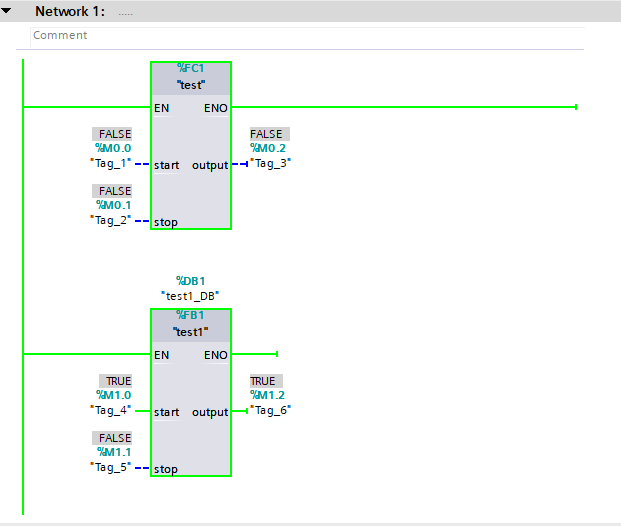 Network 1: .....
Comment
%FC1
"test"
EN ENO
FALSE FALSE
%M0.0 %M0.2
"Tag_1" start output "Tag_3"
FALSE
%M0.1
"Tag_2" stop
%DB1
"test1_DB"
%FB1
"test1"
EN ENO
TRUE TRUE
%M1.0 %M1.2
"Tag_4" start output "Tag_6"
FALSE
%M1.1
"Tag_5" stop